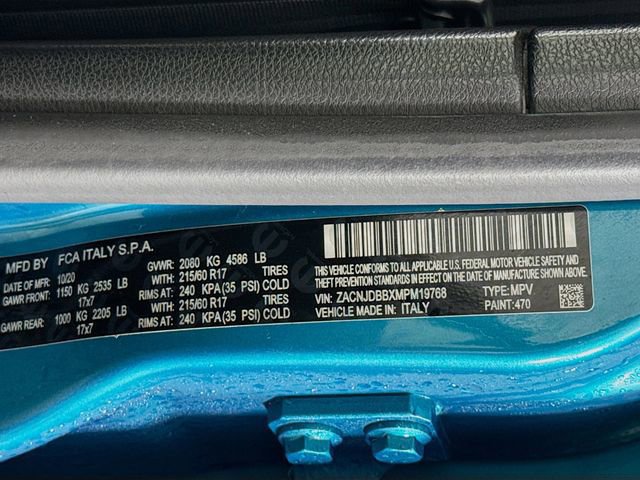 MFD BY FCA ITALY S.P.A.
DATE OF MFR 10/20 GVWR: 2080 KG 4586 LB
GAWR FRONT: 1150 KG 2535 LB TIRES 215/60 R17
17x7 RIMS AT: 240 KPA (35 PSI) COLD
GAWR REAR: 1000 KG 2205 LB TIRES 215/60 R17
17x7 RIMS AT: 240 KPA (35 PSI) COLD
THIS VEHICLE CONFORMS TO ALL APPLICABLE U.S. FEDERAL MOTOR VEHICLE
SAFETY, BUMPER, AND THEFT PREVENTION STANDARDS IN EFFECT ON THE
DATE OF MANUFACTURE SHOWN ABOVE.
VIN: ZACNJDBBXMPM19768 TYPE: MPV
VEHICLE MADE IN: ITALY PAINT: 470